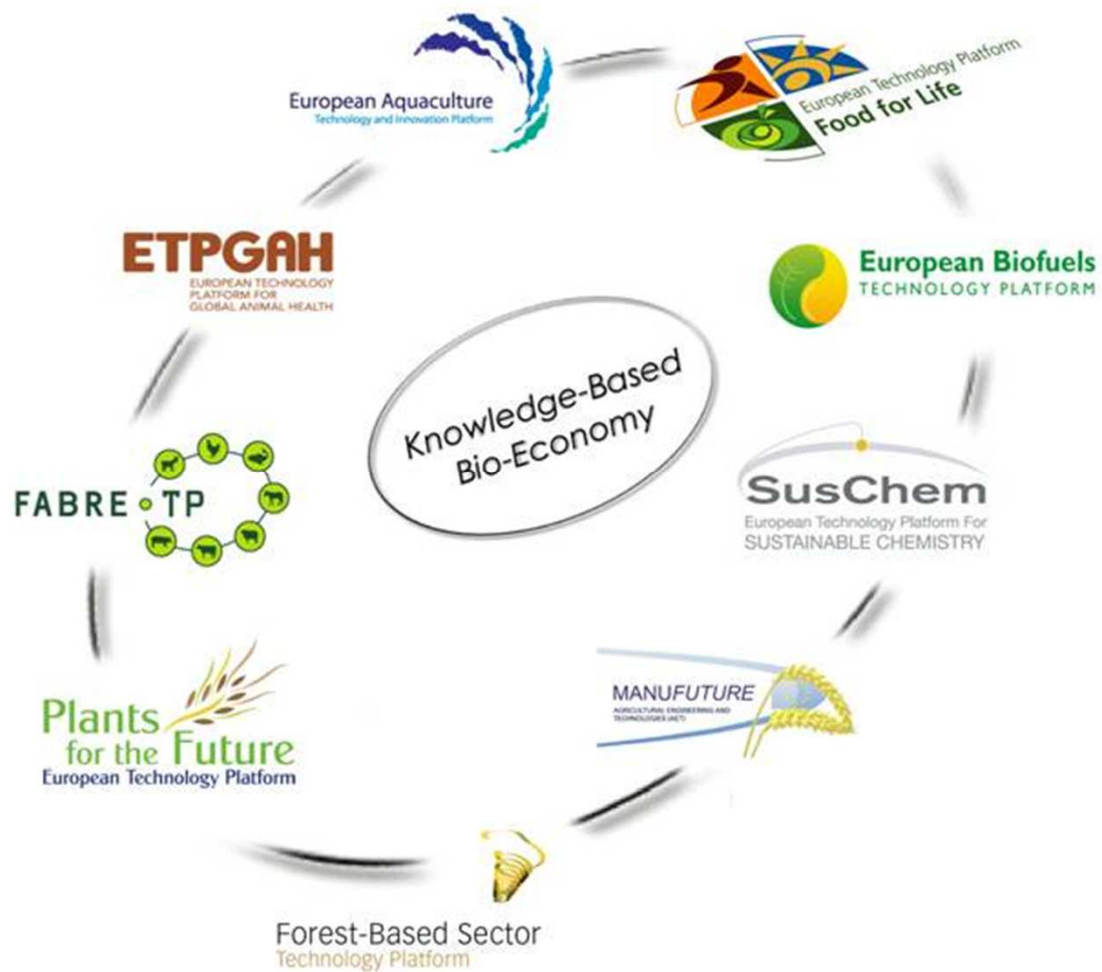 European Aquaculture
Technology and Innovation Platform
European Technology Platform
Food for Life
ETPGAH
EUROPEAN TECHNOLOGY
PLATFORM FOR
GLOBAL ANIMAL HEALTH
European Biofuels
TECHNOLOGY PLATFORM
Knowledge-Based
Bio-Economy
FABRE TP
SusChem
European Technology Platform For
SUSTAINABLE CHEMISTRY
Plants
for the Future
European Technology Platform
MANUFUTURE
AGRICULTURAL ENGINEERING AND
TECHNOLOGIES (AET)
Forest-Based Sector
Technology Platform